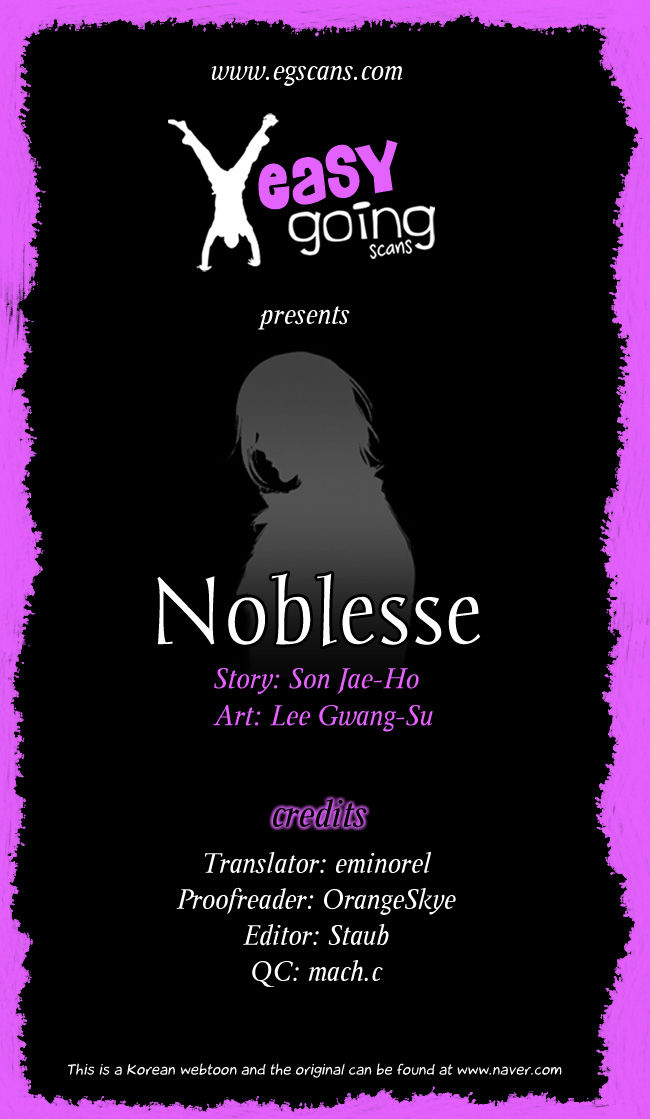 www.egscans.com
easy
going
scans
presents
Noblesse
Story: Son Jae-Ho
Art: Lee Gwang-Su
credits
Translator: eminorel
Proofreader: OrangeSkye
Editor: Staub
QC: mach.c
This is a Korean webtoon and the original can be found at www.naver.com